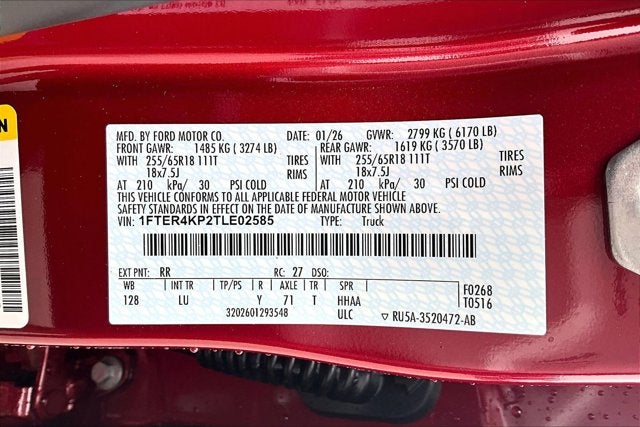 MFD. BY FORD MOTOR CO. DATE: 01/26 GVWR: 2799 KG ( 6170 LB)
FRONT GAWR: 1485 KG ( 3274 LB) REAR GAWR: 1619 KG ( 3570 LB)
WITH 255/65R18 111T TIRES WITH 255/65R18 111T TIRES
18x7.5J RIMS 18x7.5J RIMS
AT 210 kPa/ 30 PSI COLD AT 210 kPa/ 30 PSI COLD
THIS VEHICLE CONFORMS TO ALL APPLICABLE FEDERAL MOTOR VEHICLE
SAFETY STANDARDS IN EFFECT ON THE DATE OF MANUFACTURE SHOWN ABOVE.
VIN: 1FTER4KP2TLE02585 TYPE: Truck
EXT PNT: RR RC: 27 DSO:
WB INT TR TP/PS R AXLE TR SPR F0268
128 LU Y 71 T HHAA T0516
3202601293548 ULC ▽ RU5A-3520472-AB